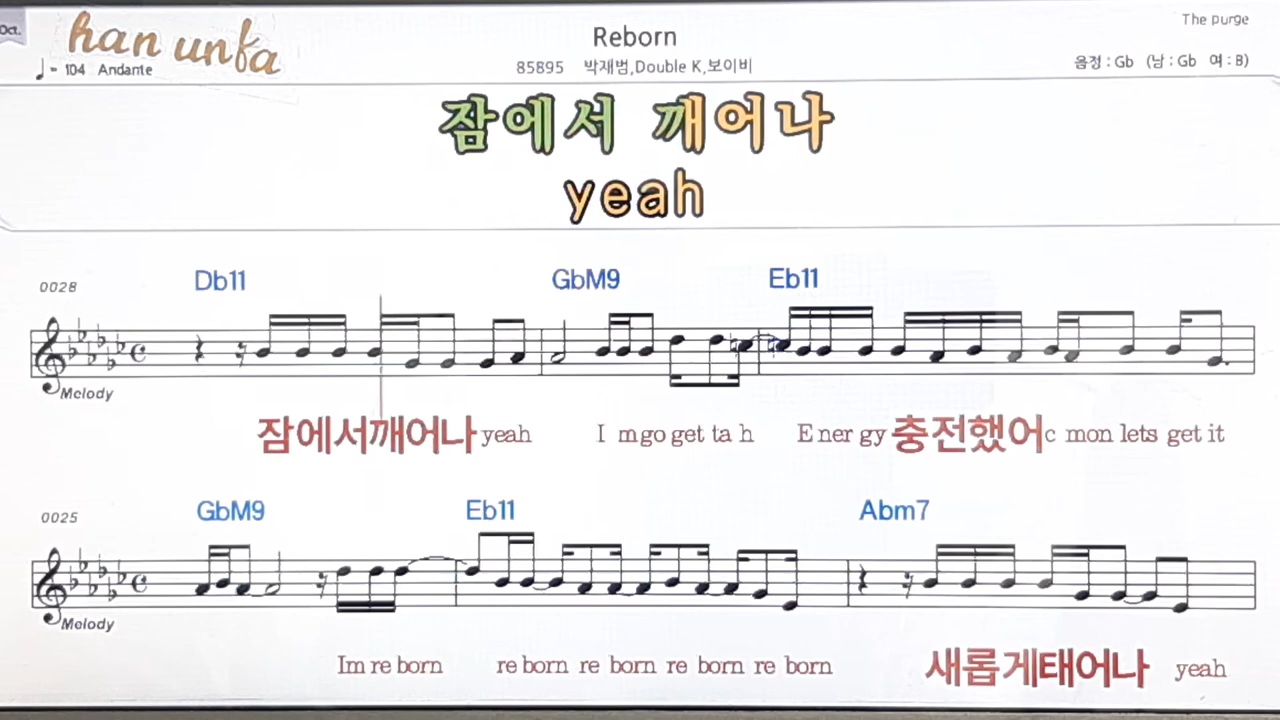 Oct.
han unfa
The purge
Reborn
♩= 104 Andante
85895 박재범,Double K,보이비
음정 : Gb (남 : Gb 여 : B)
잠에서 깨어나
yeah
0028 Db11 GbM9 Eb11
Melody
잠에서깨어나 yeah I m go get ta h E ner gy 충전했어 c mon lets get it
0025 GbM9 Eb11 Abm7
Melody
Im re born re born re born re born re born 새롭게태어나 yeah